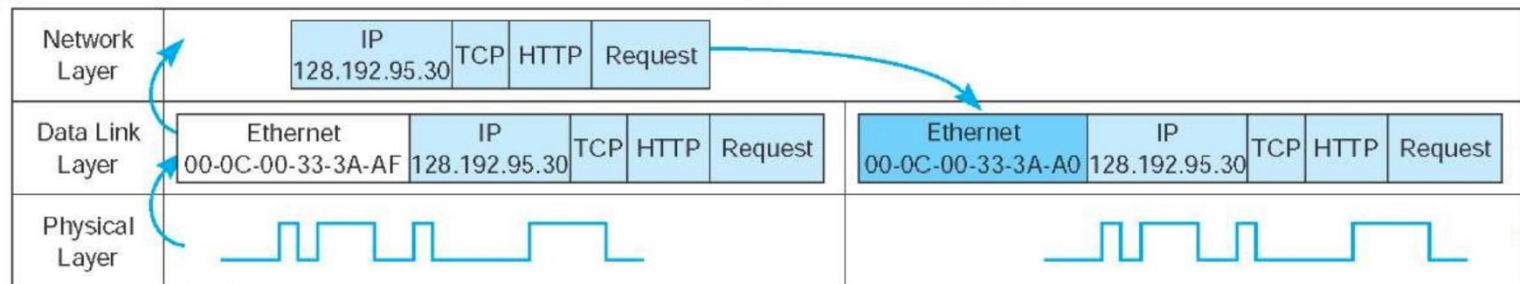 Network
Layer
IP
128.192.95.30
TCP
HTTP
Request
Data Link
Layer
Ethernet
00-0C-00-33-3A-AF
IP
128.192.95.30
TCP
HTTP
Request
Ethernet
00-0C-00-33-3A-A0
IP
128.192.95.30
TCP
HTTP
Request
Physical
Layer